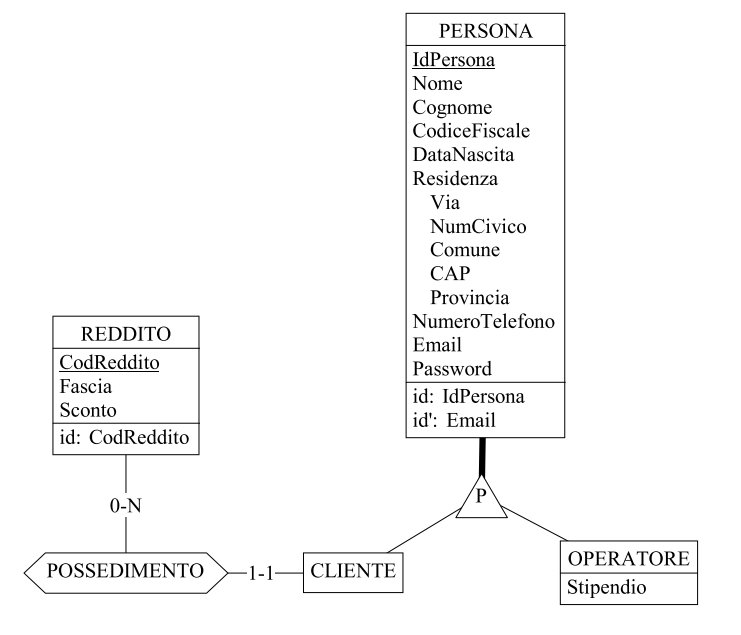 PERSONA
IdPersona
Nome
Cognome
CodiceFiscale
DataNascita
Residenza
Via
NumCivico
Comune
CAP
Provincia
NumeroTelefono
Email
Password
id: IdPersona
id': Email
REDDITO
CodReddito
Fascia
Sconto
id: CodReddito
0-N
P
POSSEDIMENTO
1-1
CLIENTE
OPERATORE
Stipendio